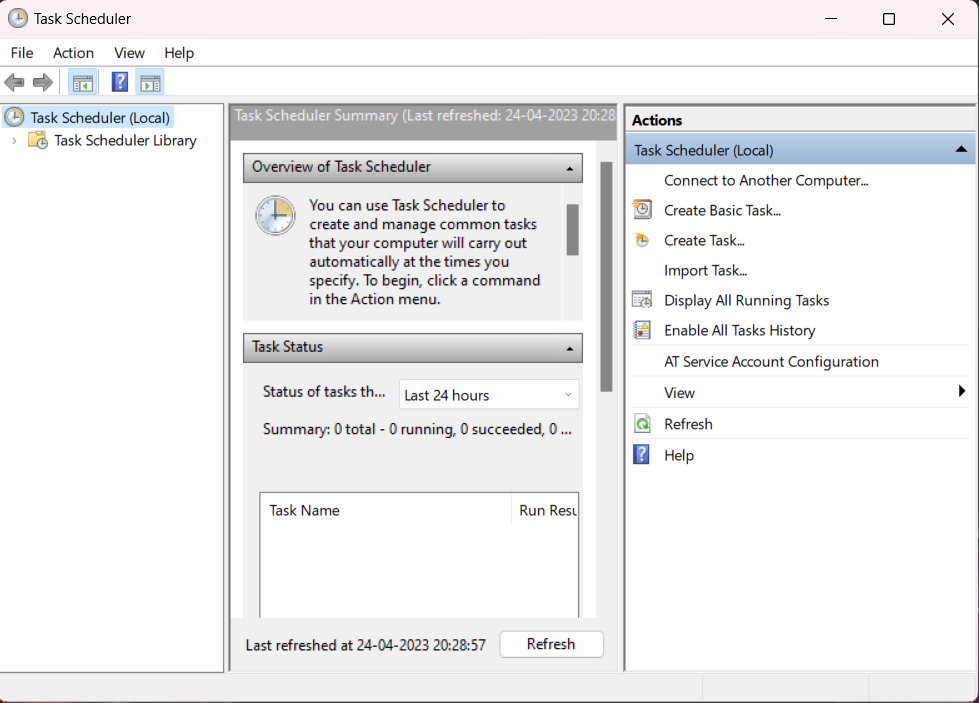 Task Scheduler
File Action View Help
Task Scheduler (Local)
Task Scheduler Library
Task Scheduler Summary (Last refreshed: 24-04-2023 20:28
Overview of Task Scheduler
You can use Task Scheduler to
create and manage common tasks
that your computer will carry out
automatically at the times you
specify. To begin, click a command
in the Action menu.
Task Status
Status of tasks th... Last 24 hours
Summary: 0 total - 0 running, 0 succeeded, 0 ...
Task Name Run Resu
Last refreshed at 24-04-2023 20:28:57 Refresh
Actions
Task Scheduler (Local)
Connect to Another Computer...
Create Basic Task...
Create Task...
Import Task...
Display All Running Tasks
Enable All Tasks History
AT Service Account Configuration
View
Refresh
Help